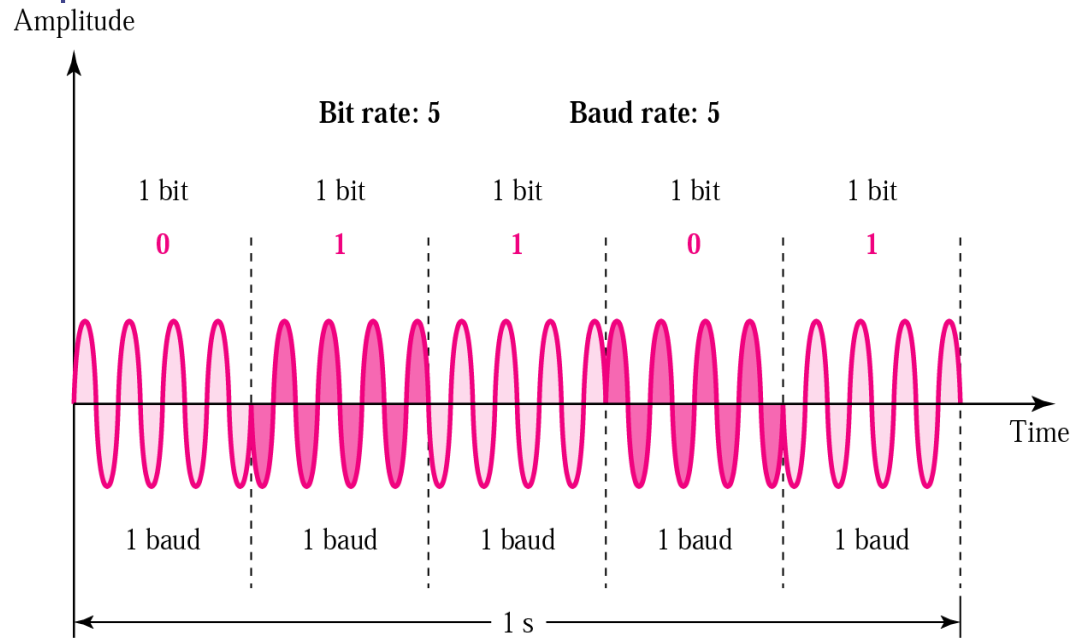 Amplitude
Bit rate: 5 Baud rate: 5
1 bit 1 bit 1 bit 1 bit 1 bit
0 1 1 0 1
Time
1 baud 1 baud 1 baud 1 baud 1 baud
1 s